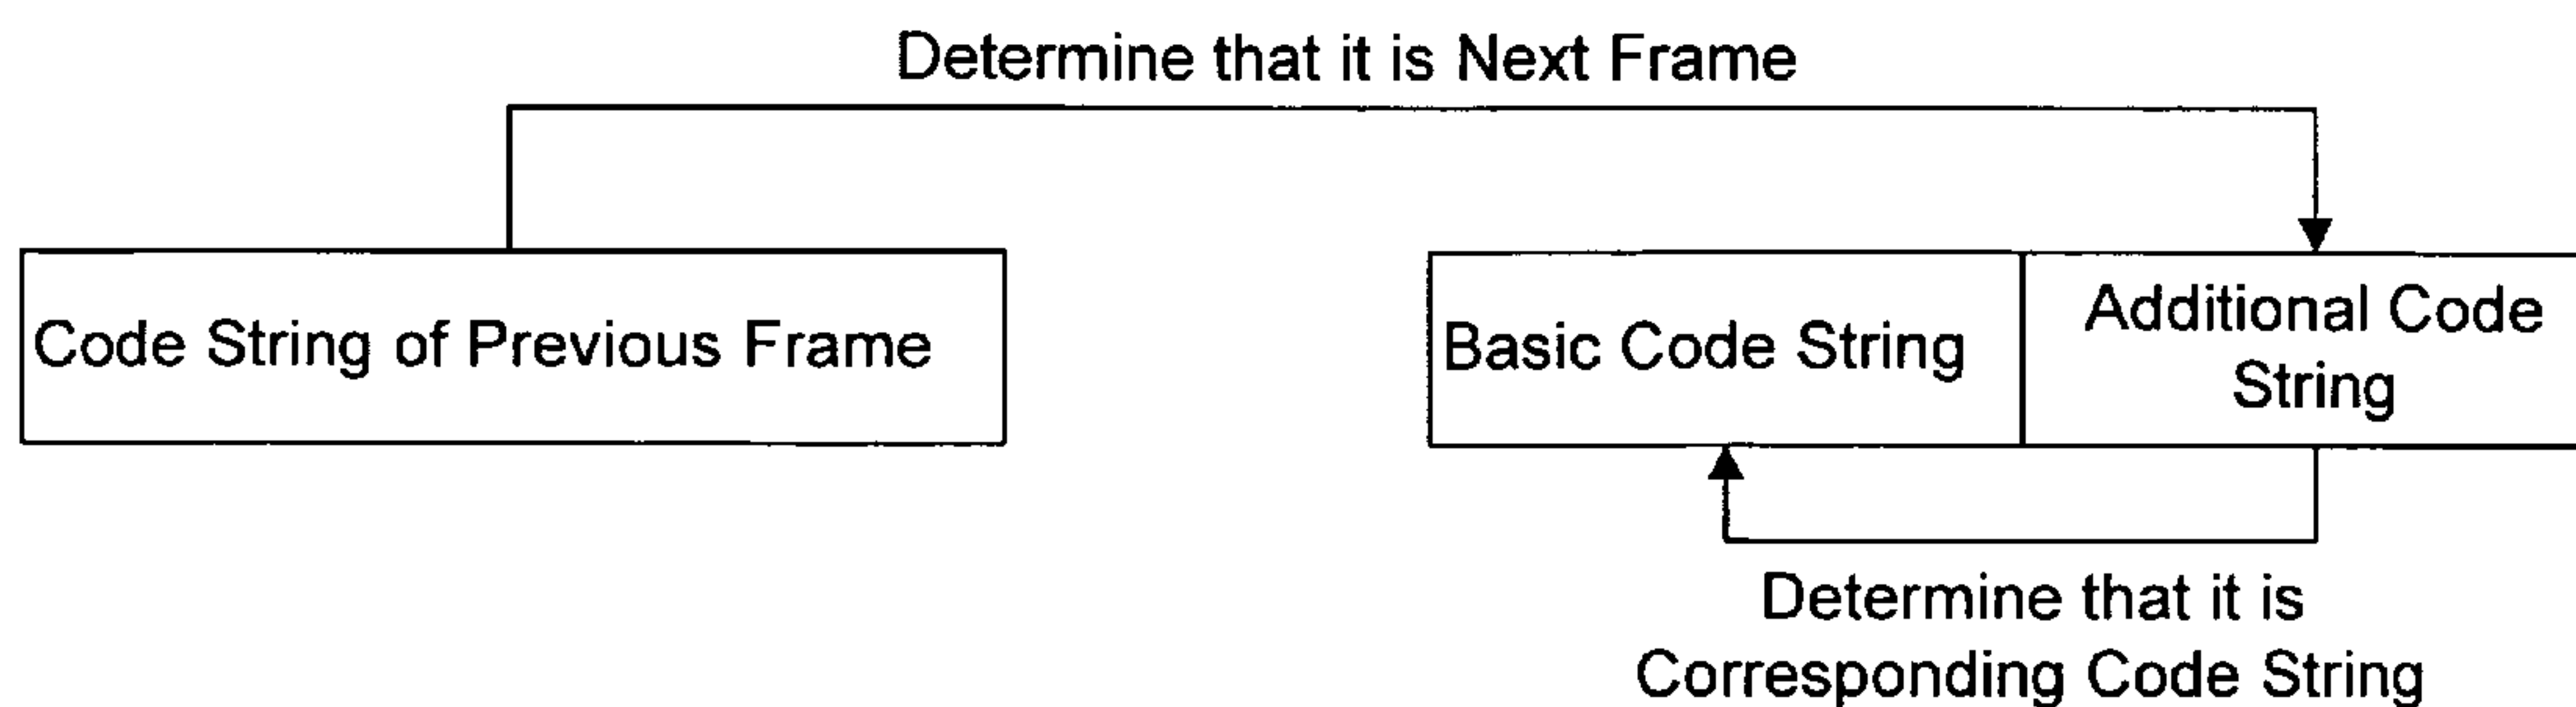 Determine that it is Next Frame
Code String of Previous Frame
Basic Code String
Additional Code
String
Determine that it is
Corresponding Code String